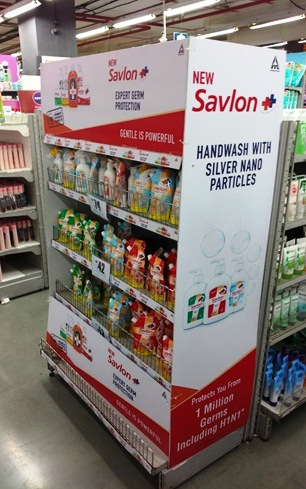 NEW
Savlon
EXPERT GERM
PROTECTION
GENTLE IS POWERFUL
42
NEW
Savlon
EXPERT GERM
PROTECTION
GENTLE IS POWERFUL
NEW
Savlon
HANDWASH WITH
SILVER NANO
PARTICLES
Protects You From
1 Million
Germs
Including H1N1*